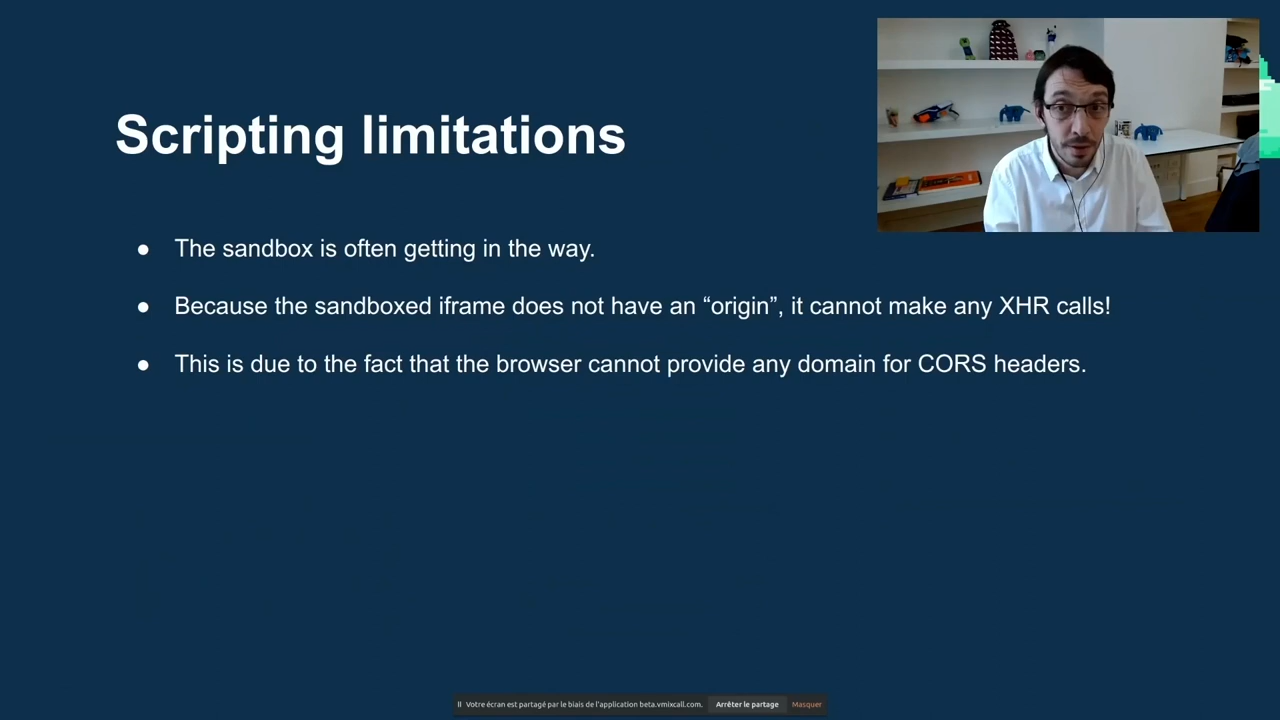 Scripting limitations
● The sandbox is often getting in the way.
● Because the sandboxed iframe does not have an “origin”, it cannot make any XHR calls!
● This is due to the fact that the browser cannot provide any domain for CORS headers.
Votre écran est partagé par le biais de l'application beta.vmixcall.com. Arrêter le partage Masquer